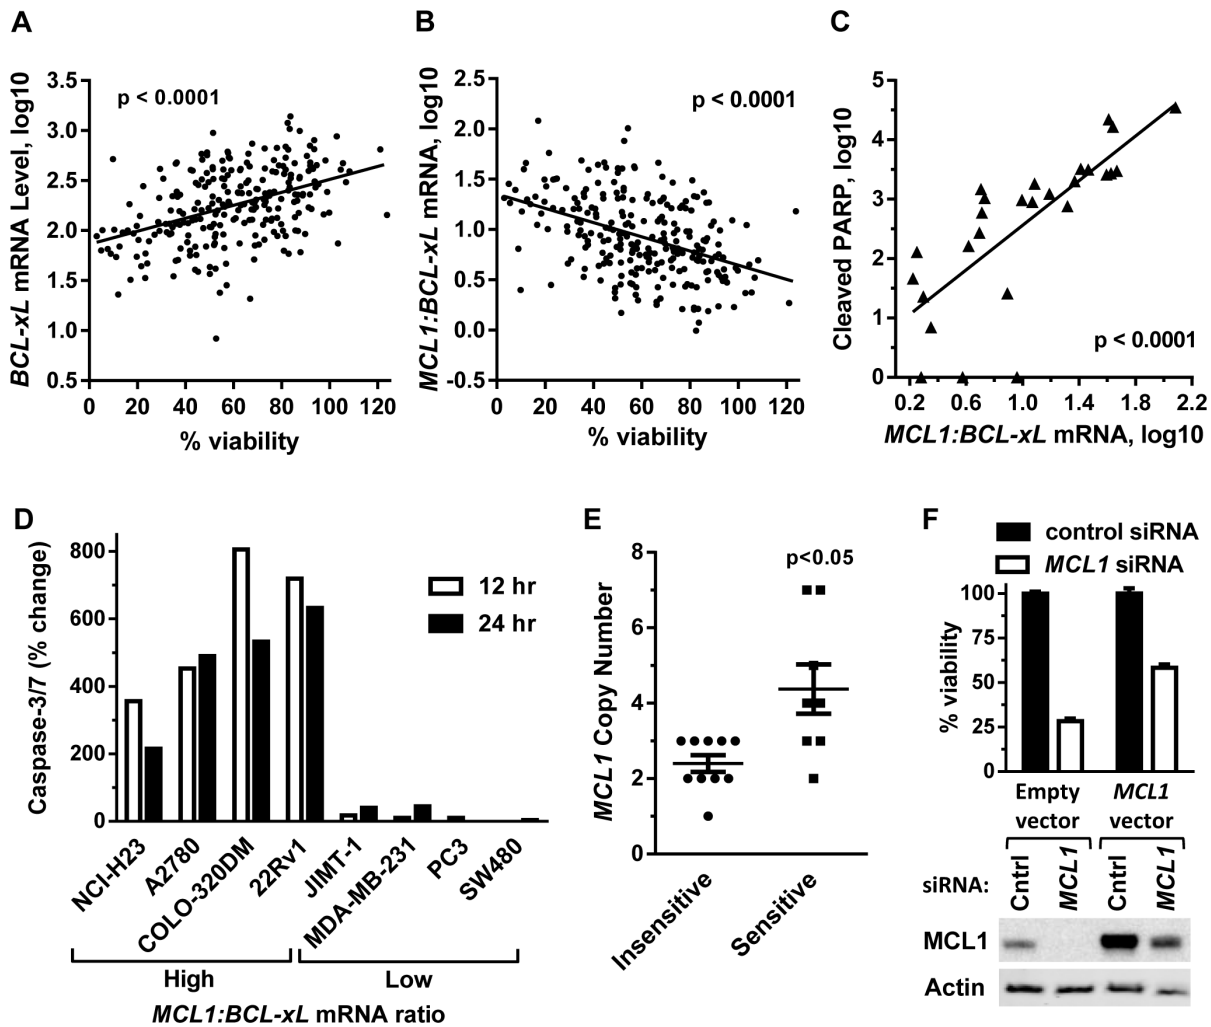 A
BCL-xL mRNA Level, log10
3.5
3.0
2.5
2.0
1.5
1.0
0.5
p < 0.0001
0 20 40 60 80 100 120
% viability
B
MCL1:BCL-xL mRNA, log10
2.5
2.0
1.5
1.0
0.5
0.0
-0.5
p < 0.0001
0 20 40 60 80 100 120
% viability
C
Cleaved PARP, log10
5
4
3
2
1
0
p < 0.0001
0.2 0.6 1.0 1.4 1.8 2.2
MCL1:BCL-xL mRNA, log10
D
Caspase-3/7 (% change)
800
600
400
200
0
12 hr
24 hr
NCI-H23
A2780
COLO-320DM
22Rv1
JIMT-1
MDA-MB-231
PC3
SW480
High Low
MCL1:BCL-xL mRNA ratio
E
MCL1 Copy Number
8
6
4
2
0
p<0.05
Insensitive
Sensitive
F
control siRNA
MCL1 siRNA
% viability
100
75
50
25
0
Empty vector
MCL1 vector
siRNA: Cntrl MCL1 Cntrl MCL1
MCL1
Actin